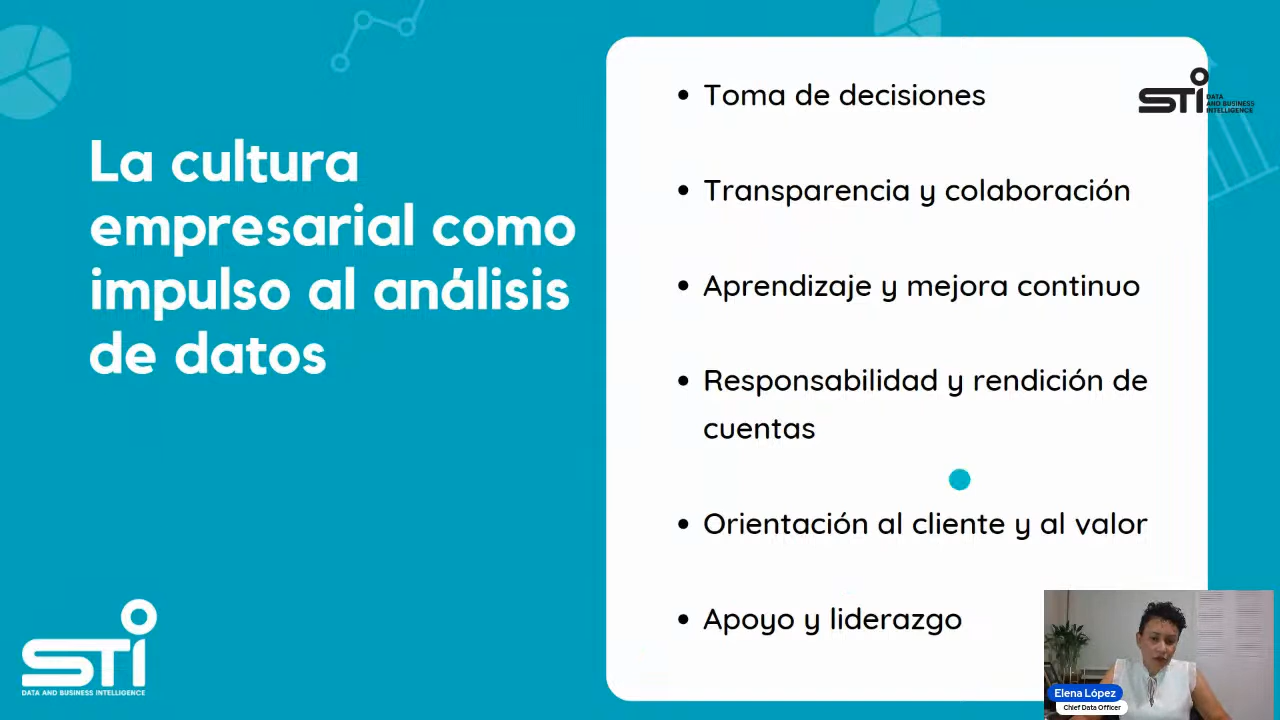 La cultura
empresarial como
impulso al análisis
de datos
STi
DATA AND BUSINESS INTELLIGENCE
Toma de decisiones
Transparencia y colaboración
Aprendizaje y mejora continuo
Responsabilidad y rendición de
cuentas
Orientación al cliente y al valor
Apoyo y liderazgo
STi
DATA
AND BUSINESS
INTELLIGENCE
Elena López
Chief Data Officer